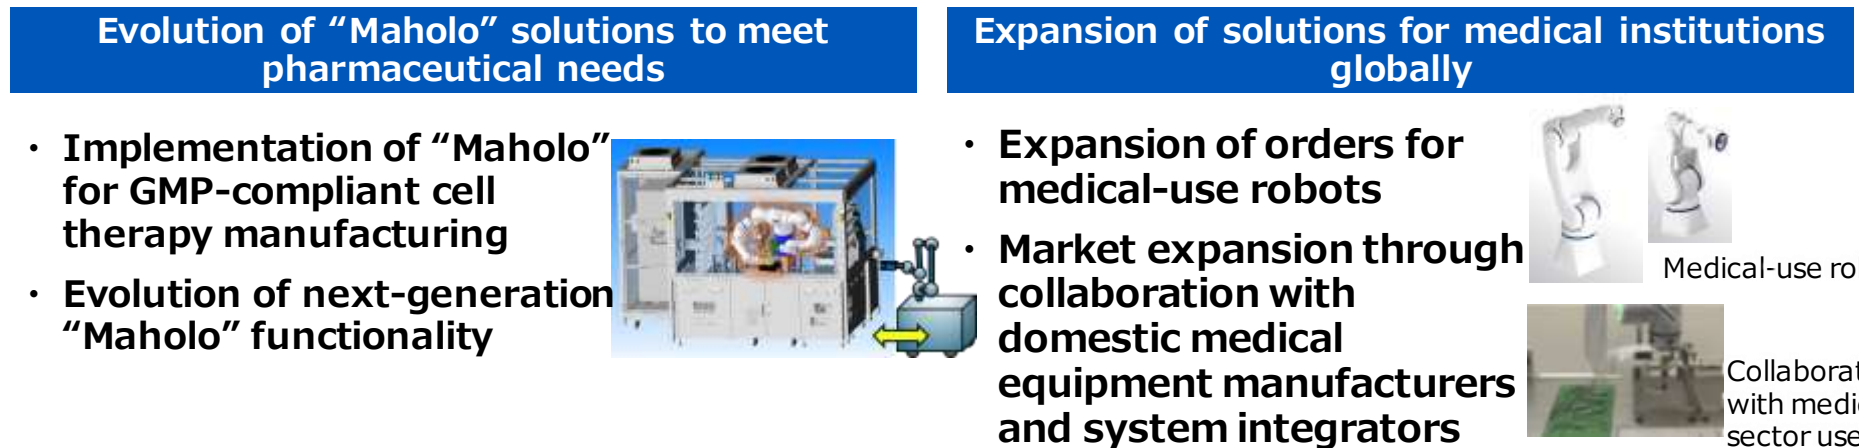 Evolution of “Maholo” solutions to meet
pharmaceutical needs
・ Implementation of “Maholo”
for GMP-compliant cell
therapy manufacturing
・ Evolution of next-generation
“Maholo” functionality
Expansion of solutions for medical institutions
globally
・ Expansion of orders for
medical-use robots
・ Market expansion through
collaboration with
domestic medical
equipment manufacturers
and system integrators
Medical-use ro
Collaborat
with medi
sector use